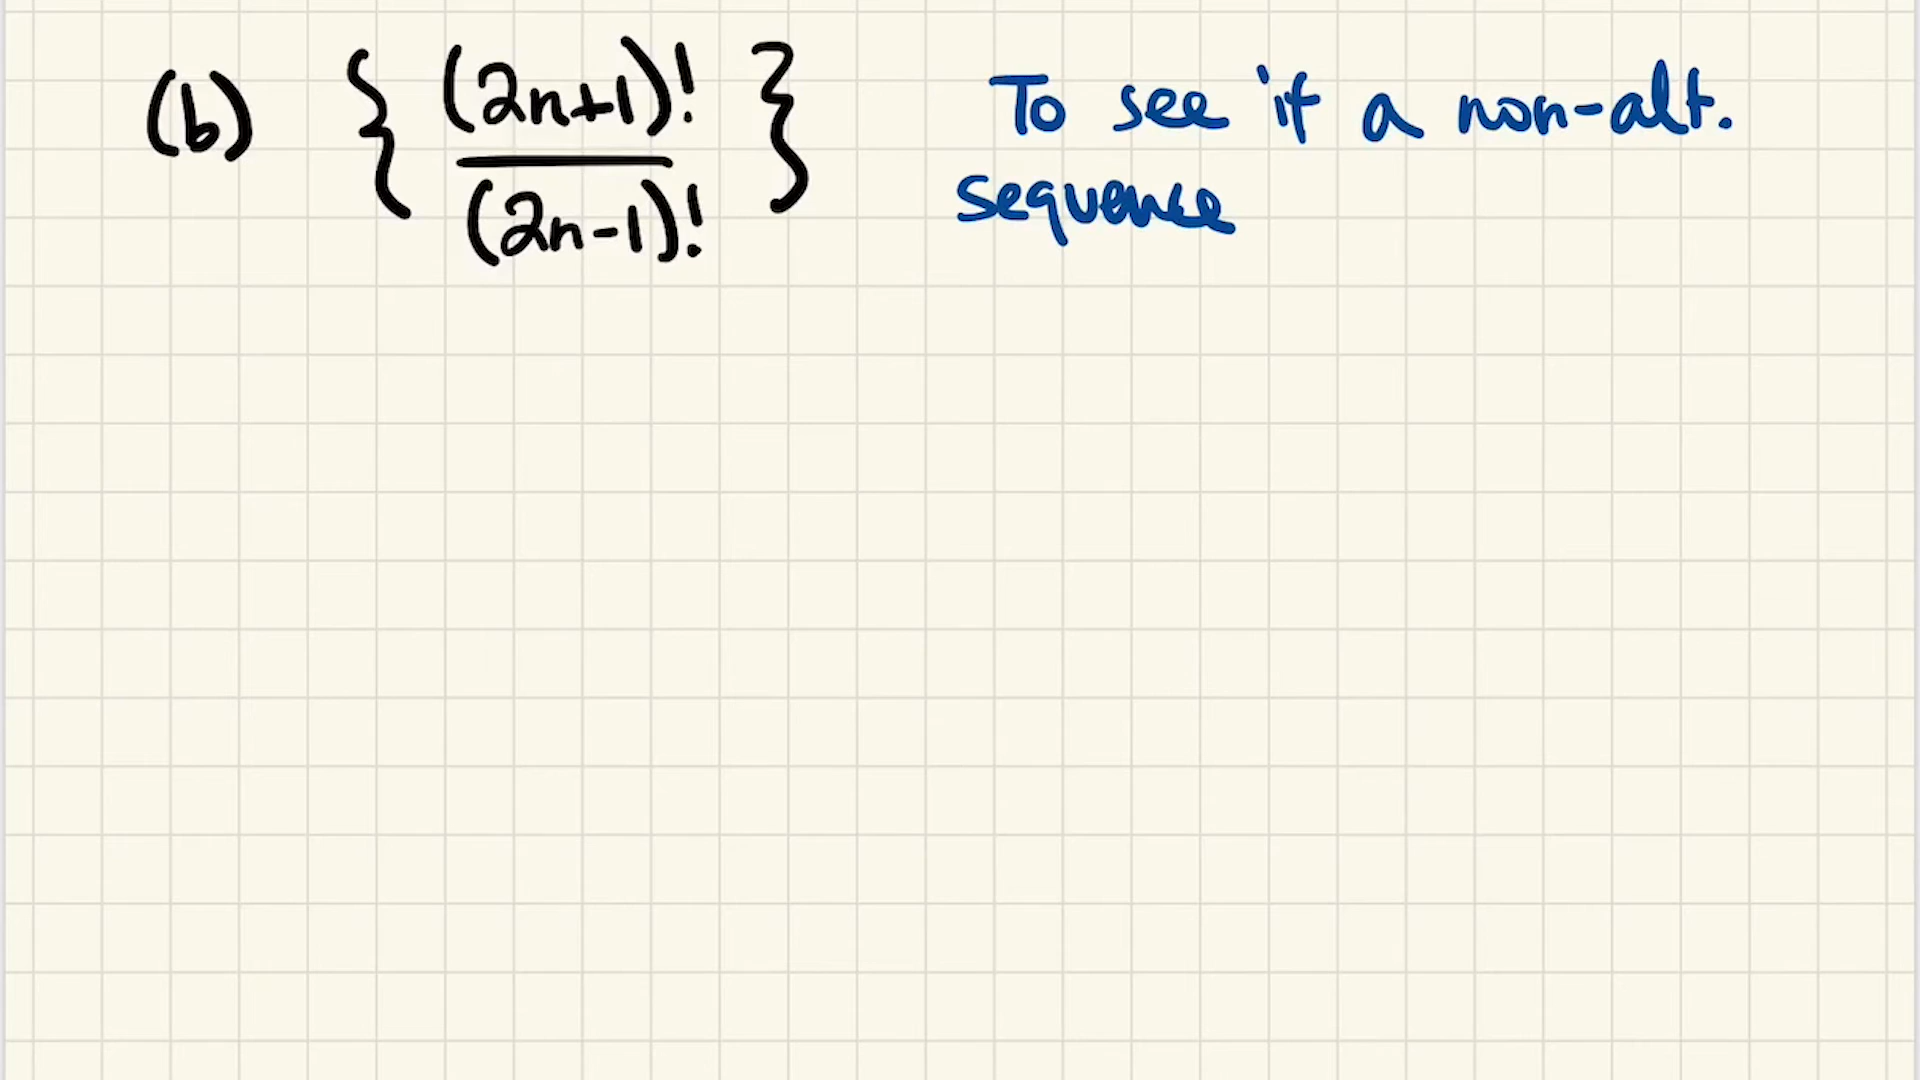 (b) { (2n+1)! / (2n-1)! }
To see if a non-alt.
sequence